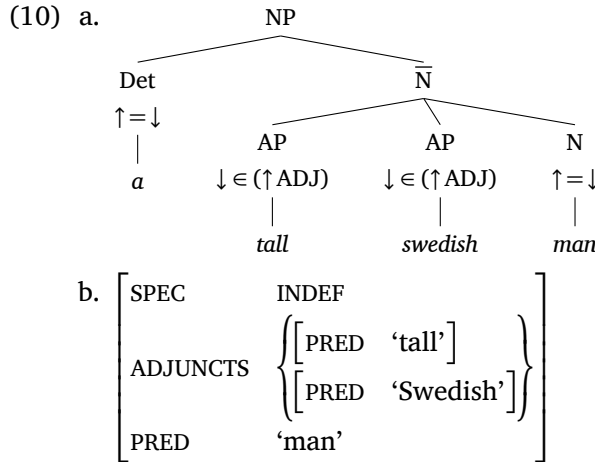 (10) a. NP
Det N̅
↑=↓ AP AP N
↓∈(↑ADJ) ↓∈(↑ADJ) ↑=↓
a
tall swedish man
b. SPEC INDEF
ADJUNCTS {[PRED ‘tall’]
[PRED ‘Swedish’]}
PRED ‘man’